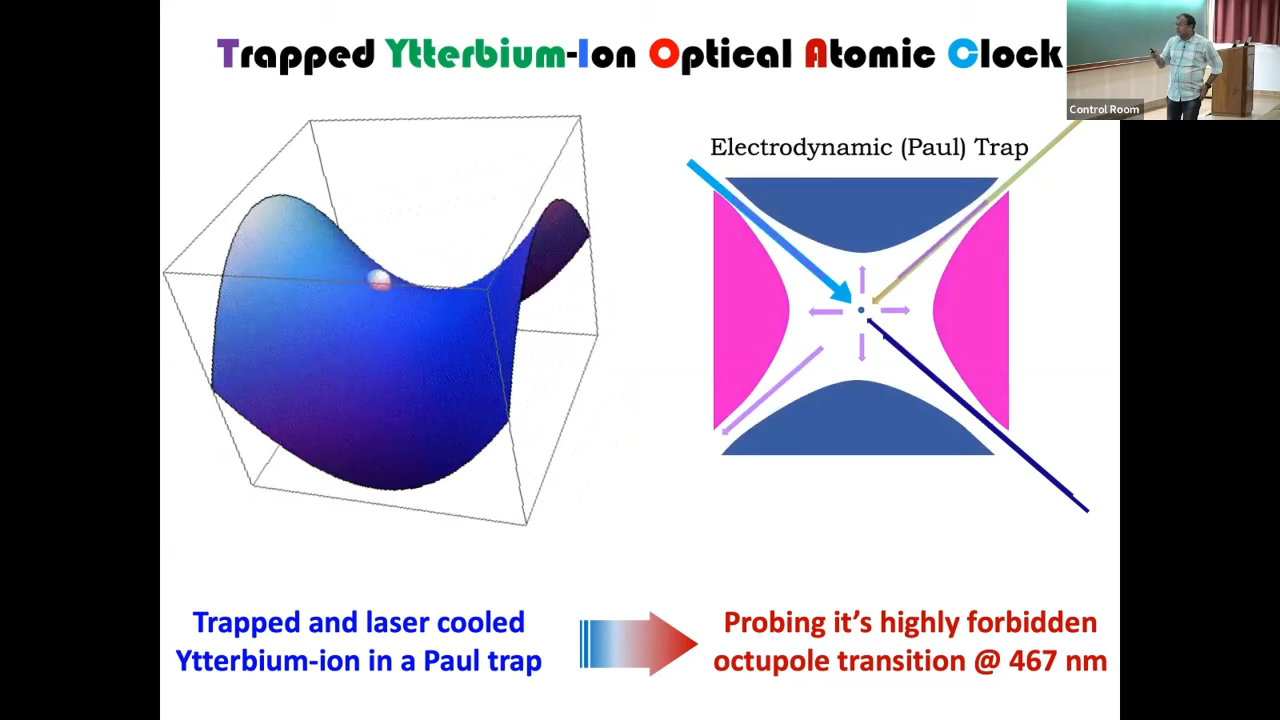 Trapped Ytterbium-Ion Optical Atomic Clock
Control Room
Electrodynamic (Paul) Trap
Trapped and laser cooled
Ytterbium-ion in a Paul trap
Probing it's highly forbidden
octupole transition @ 467 nm